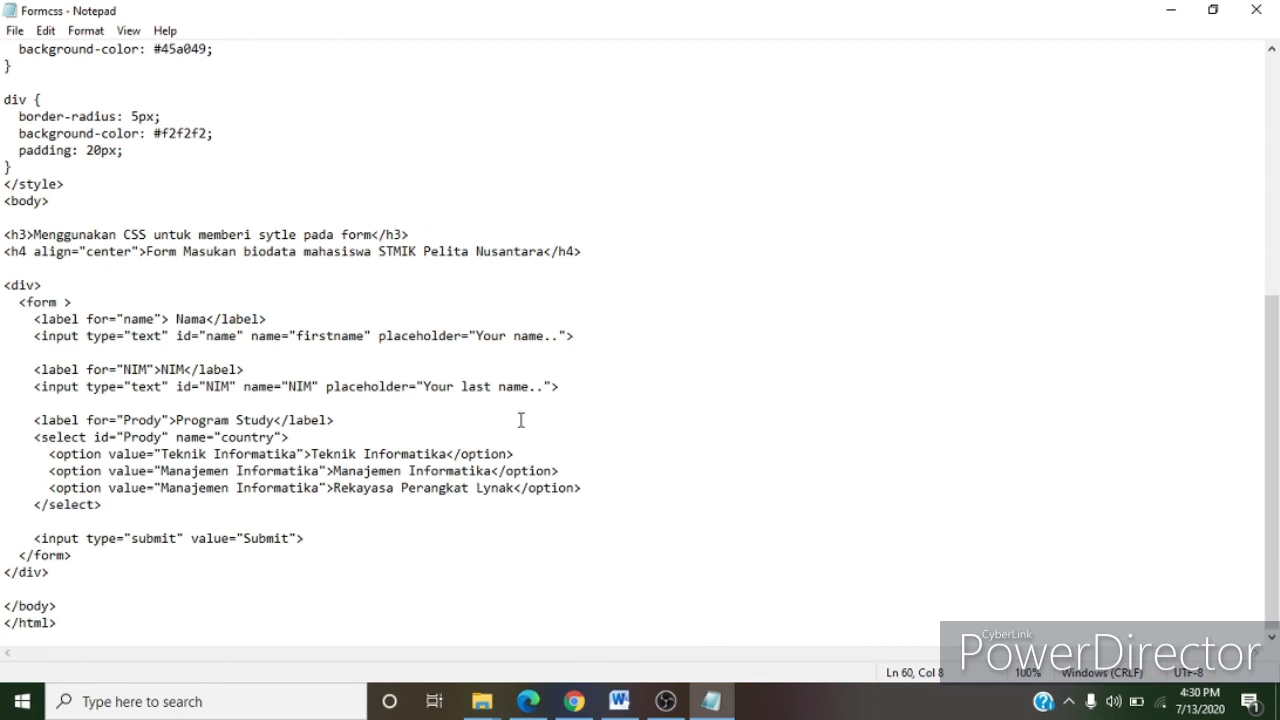 Formcss - Notepad
File Edit Format View Help
background-color: #45a049;
}
div {
border-radius: 5px;
background-color: #f2f2f2;
padding: 20px;
}
</style>
<body>
<h3>Menggunakan CSS untuk memberi sytle pada form</h3>
<h4 align="center">Form Masukan biodata mahasiswa STMIK Pelita Nusantara</h4>
<div>
<form >
<label for="name"> Nama</label>
<input type="text" id="name" name="firstname" placeholder="Your name..">
<label for="NIM">NIM</label>
<input type="text" id="NIM" name="NIM" placeholder="Your last name..">
<label for="Prody">Program Study</label>
<select id="Prody" name="country">
<option value="Teknik Informatika">Teknik Informatika</option>
<option value="Manajemen Informatika">Manajemen Informatika</option>
<option value="Manajemen Informatika">Rekayasa Perangkat Lynak</option>
</select>
<input type="submit" value="Submit">
</form>
</div>
</body>
</html>
CyberLink
PowerDirector
Ln 60, Col 8 100% Windows (CRLF) UTF-8
Type here to search
4:30 PM
7/13/2020
1